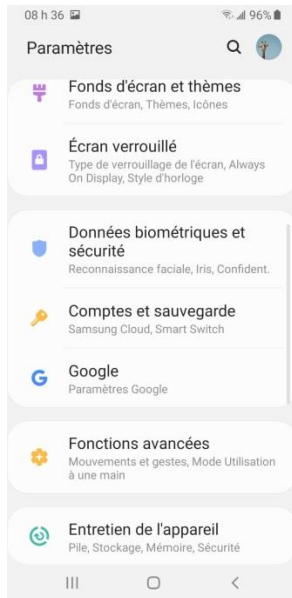 08 h 36 96%
Paramètres
Fonds d'écran et thèmes
Fonds d'écran, Thèmes, Icônes
Écran verrouillé
Type de verrouillage de l'écran, Always
On Display, Style d'horloge
Données biométriques et
sécurité
Reconnaissance faciale, Iris, Confident.
Comptes et sauvegarde
Samsung Cloud, Smart Switch
G Google
Paramètres Google
Fonctions avancées
Mouvements et gestes, Mode Utilisation
à une main
Entretien de l'appareil
Pile, Stockage, Mémoire, Sécurité